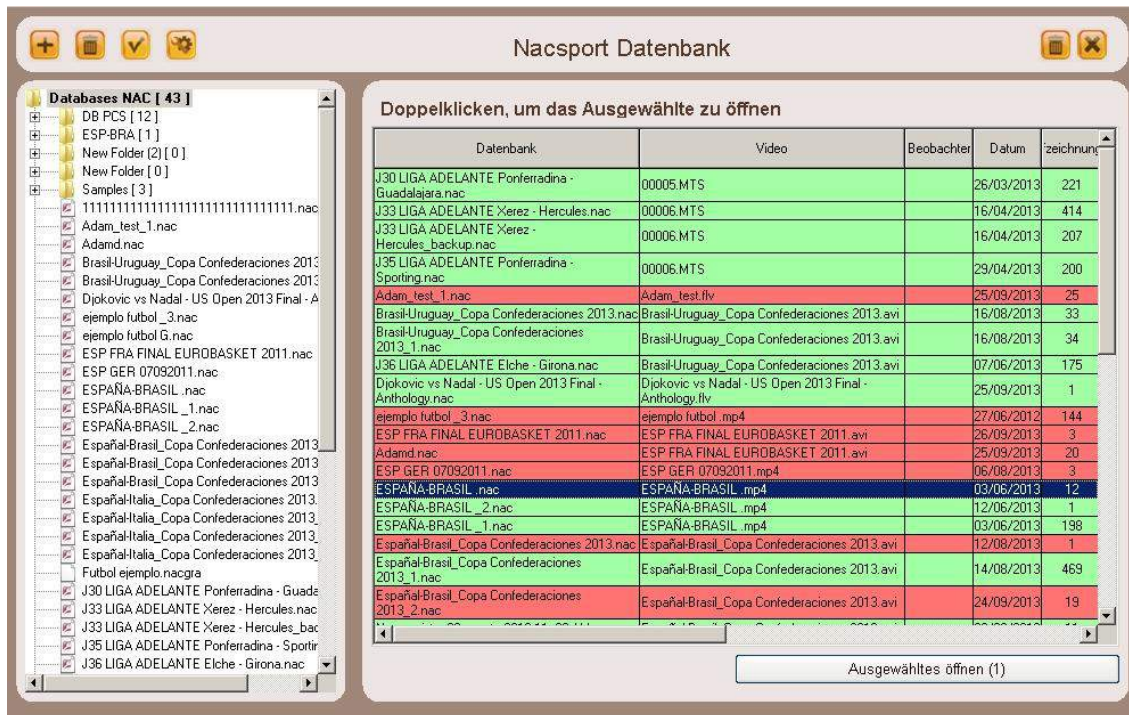 Nacsport Datenbank
Databases NAC [ 43 ]
DB PCS [ 12 ]
ESP-BRA [ 1 ]
New Folder (2) [ 0 ]
New Folder [ 0 ]
Samples [ 3 ]
Adam_test_1.nac
Adamd.nac
Brasil-Uruguay_Copa Confederaciones 2013
Brasil-Uruguay_Copa Confederaciones 2013
Djokovic vs Nadal - US Open 2013 Final - A
ejemplo futbol _3.nac
ejemplo futbol G.nac
ESP FRA FINAL EUROBASKET 2011.nac
ESP GER 07092011.nac
ESPAÑA-BRASIL .nac
ESPAÑA-BRASIL _1.nac
ESPAÑA-BRASIL _2.nac
Español-Brasil_Copa Confederaciones 2013
Español-Brasil_Copa Confederaciones 2013
Español-Brasil_Copa Confederaciones 2013
Español-Italia_Copa Confederaciones 2013.
Español-Italia_Copa Confederaciones 2013_
Español-Italia_Copa Confederaciones 2013_
Español-Italia_Copa Confederaciones 2013_
Futbol ejemplo.nacgra
J30 LIGA ADELANTE Ponferradina - Guada
J33 LIGA ADELANTE Xerez - Hercules.nac
J33 LIGA ADELANTE Xerez - Hercules_bac
J35 LIGA ADELANTE Ponferradina - Sportir
J36 LIGA ADELANTE Elche - Girona.nac
Doppelklicken, um das Ausgewählte zu öffnen
Datenbank Video Beobachter Datum zeichnung
J30 LIGA ADELANTE Ponferradina -
Guadalajara.nac 00005.MTS 26/03/2013 221
J33 LIGA ADELANTE Xerez - Hercules.nac 00006.MTS 16/04/2013 414
J33 LIGA ADELANTE Xerez -
Hercules_backup.nac 00006.MTS 16/04/2013 207
J35 LIGA ADELANTE Ponferradina -
Sporting.nac 00006.MTS 29/04/2013 200
Adam_test_1.nac Adam_test.flv 25/09/2013 25
Brasil-Uruguay_Copa Confederaciones 2013.nac Brasil-Uruguay_Copa Confederaciones 2013.avi 16/08/2013 33
Brasil-Uruguay_Copa Confederaciones
2013_1.nac Brasil-Uruguay_Copa Confederaciones 2013.avi 16/08/2013 34
J36 LIGA ADELANTE Elche - Girona.nac Brasil-Uruguay_Copa Confederaciones 2013.avi 07/06/2013 175
Djokovic vs Nadal - US Open 2013 Final - Djokovic vs Nadal - US Open 2013 Final -
Anthology.nac Anthology.flv 25/09/2013 1
ejemplo futbol _3.nac ejemplo futbol .mp4 27/06/2012 144
ESP FRA FINAL EUROBASKET 2011.nac ESP FRA FINAL EUROBASKET 2011.avi 26/09/2013 3
Adamd.nac ESP FRA FINAL EUROBASKET 2011.avi 25/09/2013 20
ESP GER 07092011.nac ESP GER 07092011.mp4 06/08/2013 3
ESPAÑA-BRASIL .nac ESPAÑA-BRASIL .mp4 03/06/2013 12
ESPAÑA-BRASIL _2.nac ESPAÑA-BRASIL .mp4 12/06/2013 1
ESPAÑA-BRASIL _1.nac ESPAÑA-BRASIL .mp4 03/06/2013 198
Español-Brasil_Copa Confederaciones 2013.nac Español-Brasil_Copa Confederaciones 2013.avi 12/08/2013 1
Español-Brasil_Copa Confederaciones
2013_1.nac Español-Brasil_Copa Confederaciones 2013.avi 14/08/2013 469
Español-Brasil_Copa Confederaciones
2013_2.nac Español-Brasil_Copa Confederaciones 2013.avi 24/09/2013 19
Ausgewähltes öffnen (1)